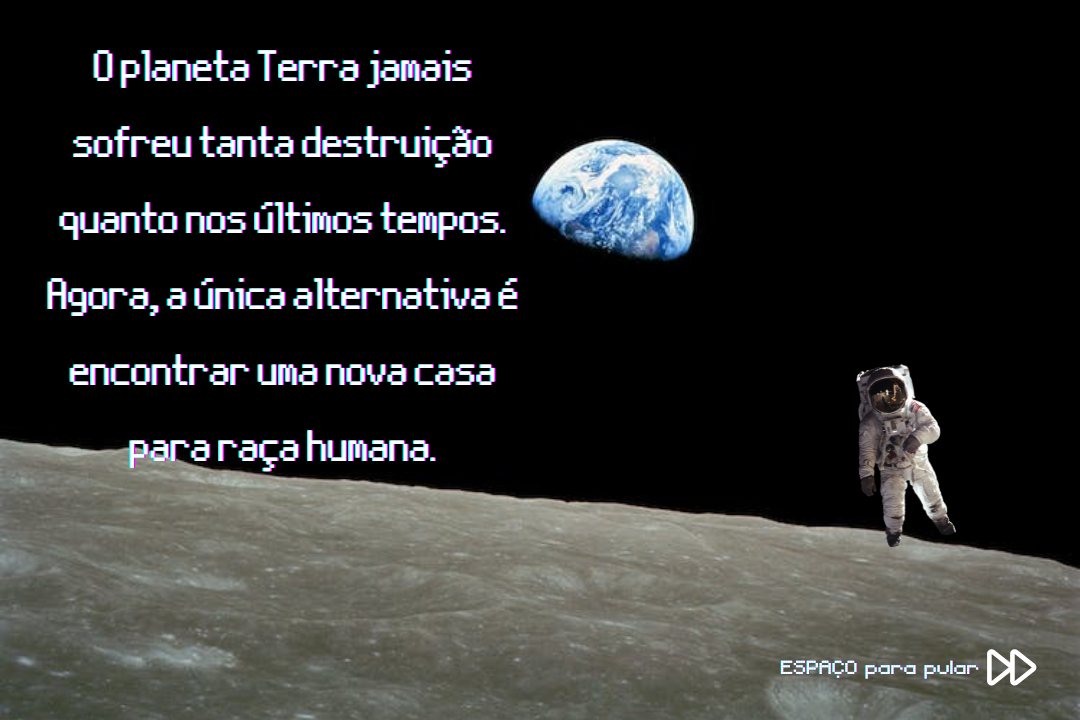 O planeta Terra jamais
sofreu tanta destruição
quanto nos últimos tempos.
Agora, a única alternativa é
encontrar uma nova casa
para raça humana.
ESPAÇO para pular